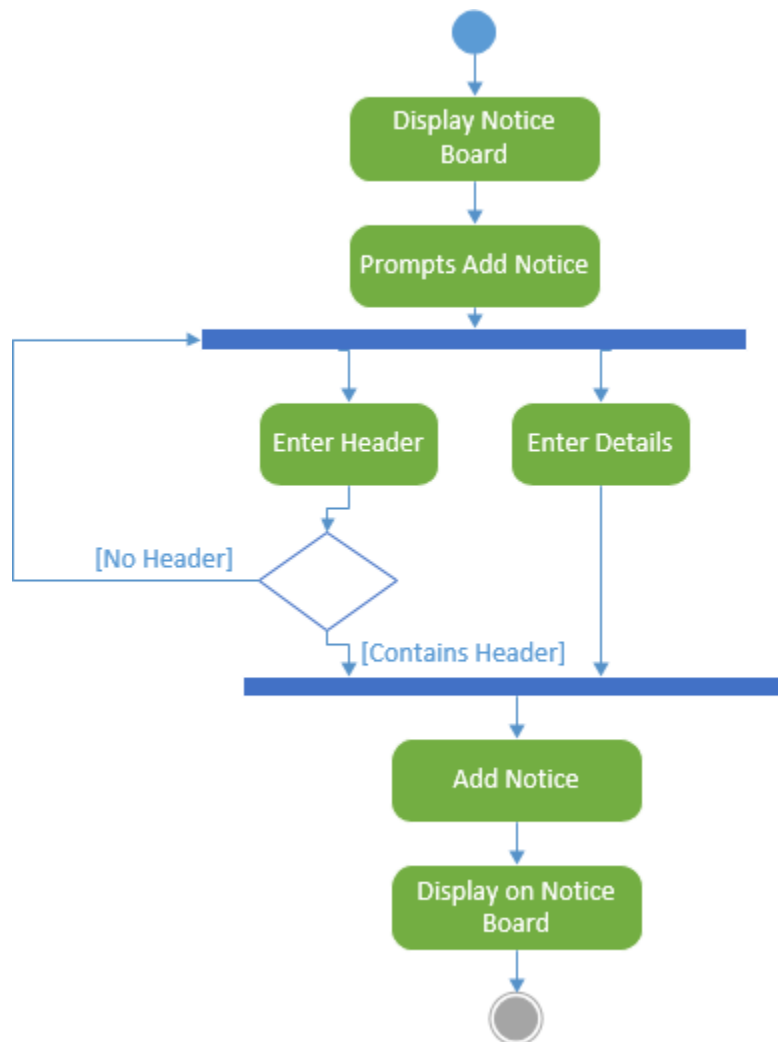 Display Notice
Board
Prompts Add Notice
Enter Header
Enter Details
[No Header]
[Contains Header]
Add Notice
Display on Notice
Board